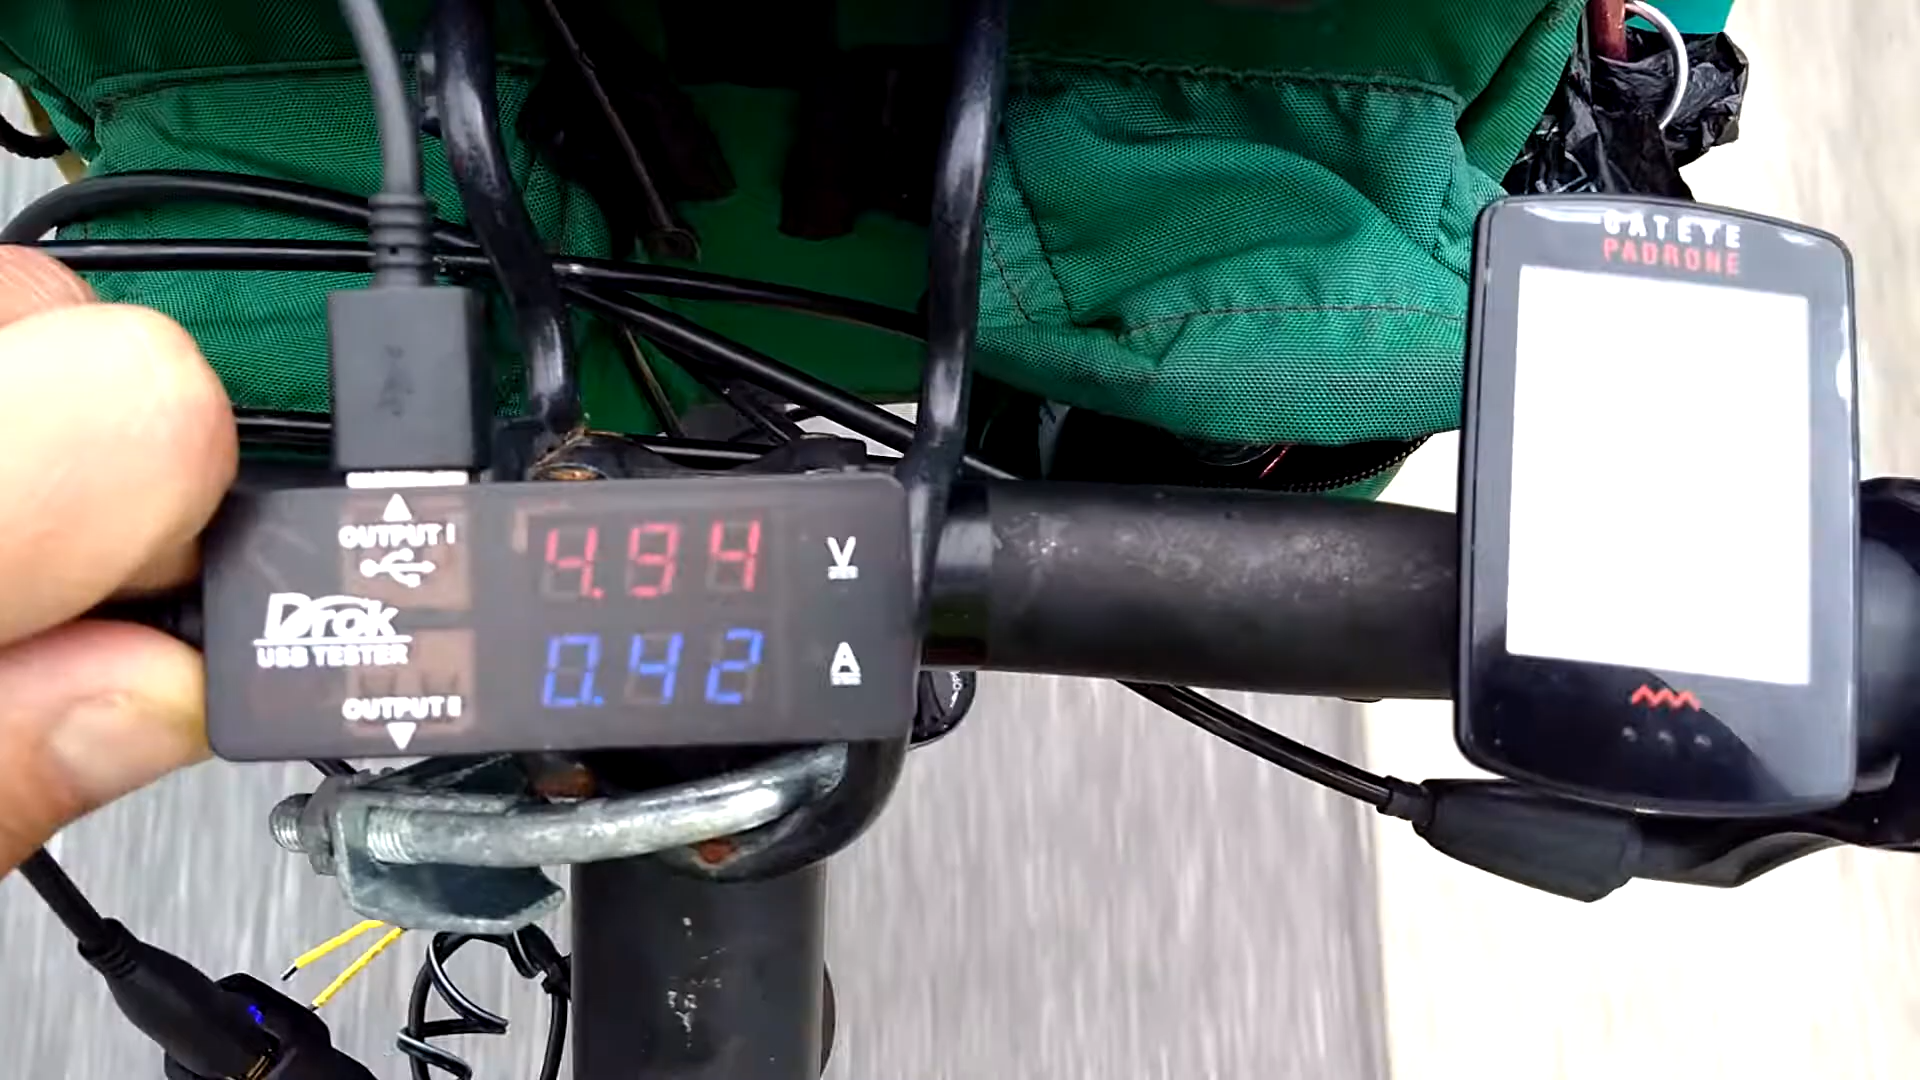 OUTPUT I
Drok
USB TESTER
OUTPUT II
4.94 V
0.42 A
CATEYE
PADRONE